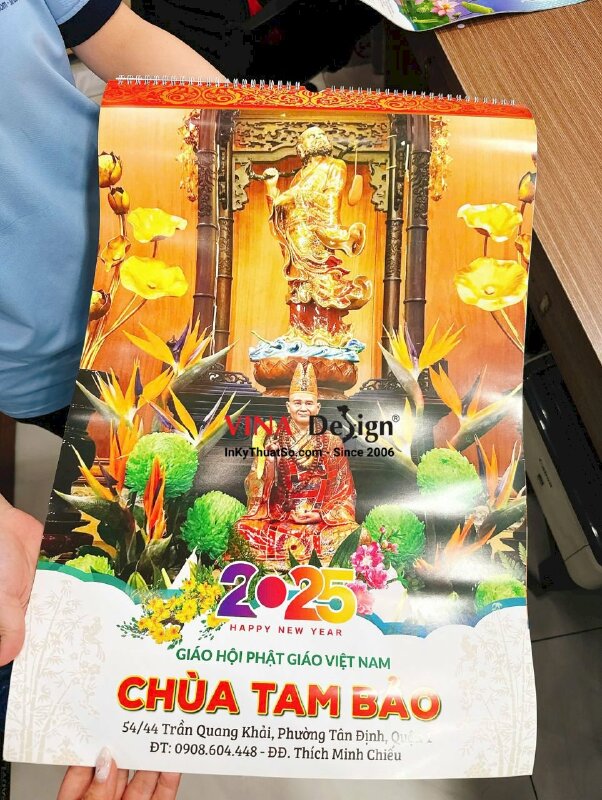 VINA Design®
InKyThuatSo.com - Since 2006
2025
HAPPY NEW YEAR
GIÁO HỘI PHẬT GIÁO VIỆT NAM
CHÙA TAM BẢO
54/44 Trần Quang Khải, Phường Tân Định, Quận 1
ĐT: 0908.604.448 - ĐĐ. Thích Minh Chiếu